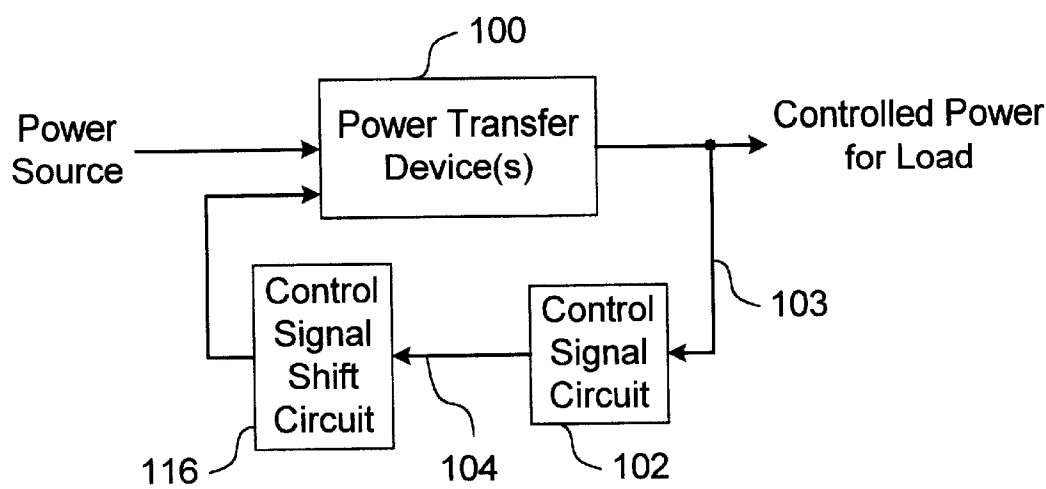 100
Power
Source
Power Transfer
Device(s)
Controlled Power
for Load
103
Control
Signal
Shift
Circuit
Control
Signal
Circuit
116
104
102